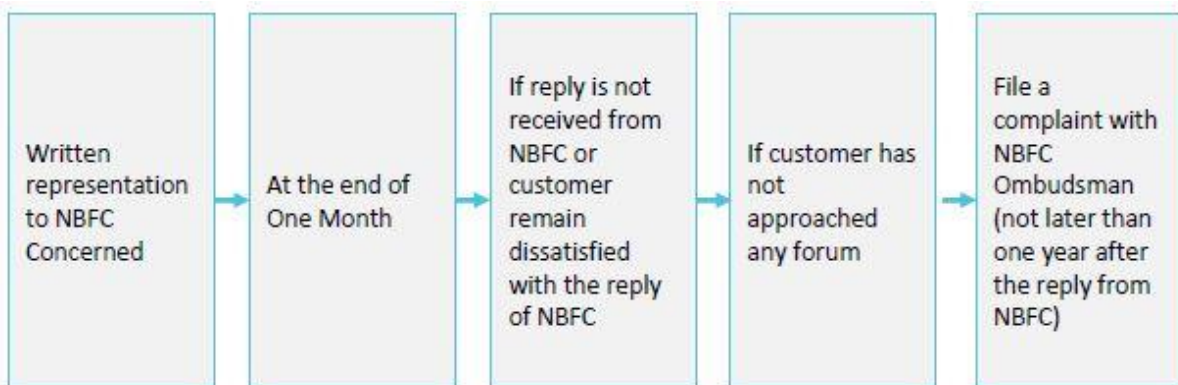 Written
representation
to NBFC
Concerned
At the end of
One Month
If reply is not
received from
NBFC or
customer
remain
dissatisfied
with the reply
of NBFC
If customer has
not
approached
any forum
File a
complaint with
NBFC
Ombudsman
(not later than
one year after
the reply from
NBFC)